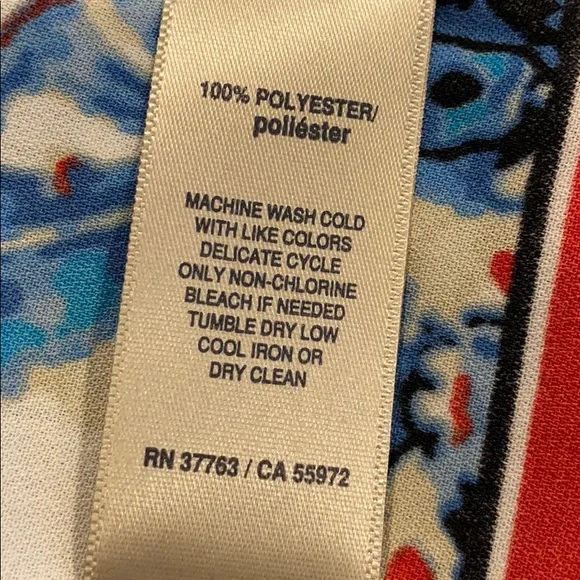 100% POLYESTER/
poliéster
MACHINE WASH COLD
WITH LIKE COLORS
DELICATE CYCLE
ONLY NON-CHLORINE
BLEACH IF NEEDED
TUMBLE DRY LOW
COOL IRON OR
DRY CLEAN
RN 37763 / CA 55972